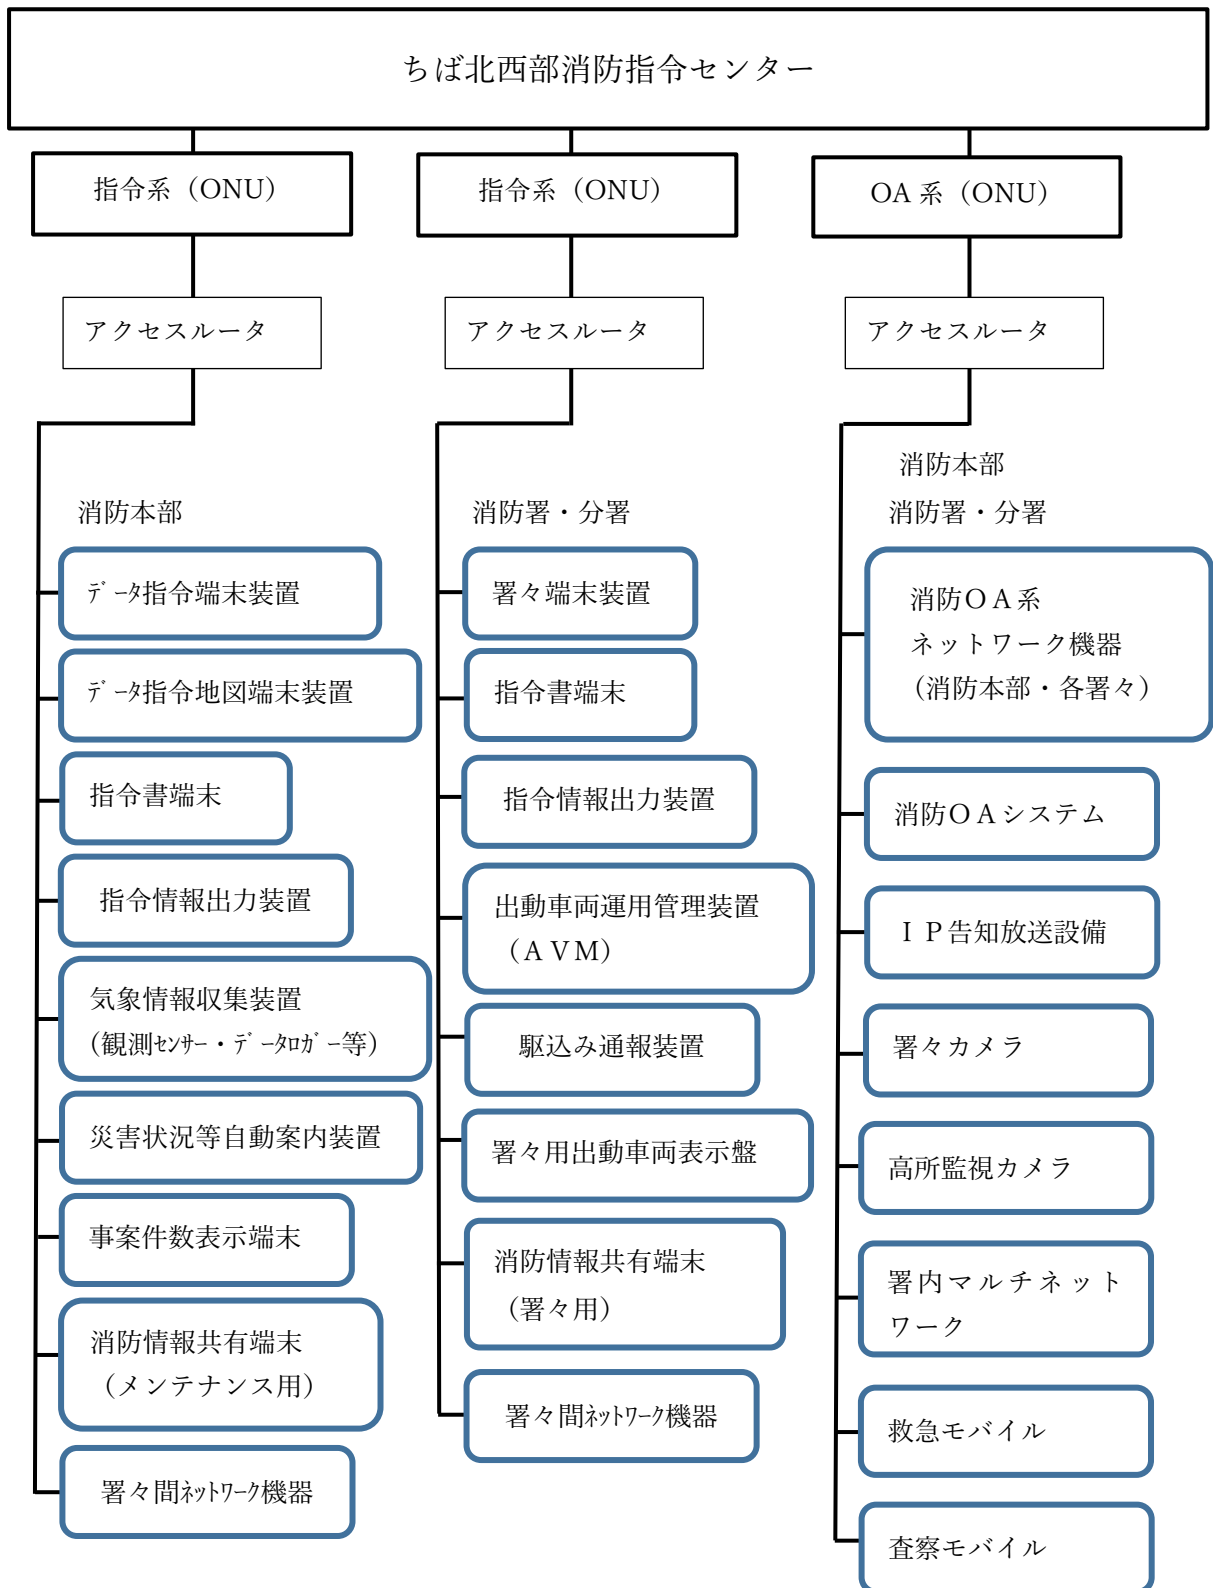 ちば北西部消防指令センター
指令系（ONU）
アクセスルータ
消防本部
ﾃﾞｰﾀ指令端末装置
ﾃﾞｰﾀ指令地図端末装置
指令書端末
指令情報出力装置
気象情報収集装置
(観測ｾﾝｻｰ・ﾃﾞｰﾀﾛｶﾞｰ等)
災害状況等自動案内装置
事案件数表示端末
消防情報共有端末
（メンテナンス用）
署々間ﾈｯﾄﾜｰｸ機器
指令系（ONU）
アクセスルータ
消防署・分署
署々端末装置
指令書端末
指令情報出力装置
出動車両運用管理装置
（ＡＶＭ）
駆込み通報装置
署々用出動車両表示盤
消防情報共有端末
（署々用）
署々間ﾈｯﾄﾜｰｸ機器
OA 系（ONU）
アクセスルータ
消防本部
消防署・分署
消防ＯＡ系
ネットワーク機器
（消防本部・各署々）
消防ＯＡシステム
ＩＰ告知放送設備
署々カメラ
高所監視カメラ
署内マルチネット
ワーク
救急モバイル
査察モバイル